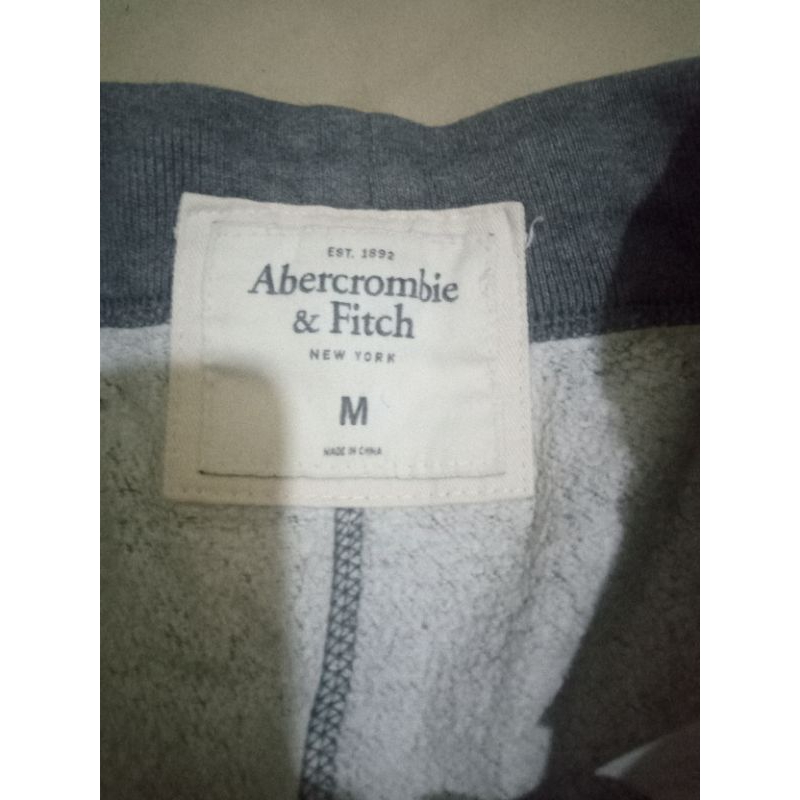 EST. 1892
Abercrombie
& Fitch
NEW YORK
M
MADE IN CHINA